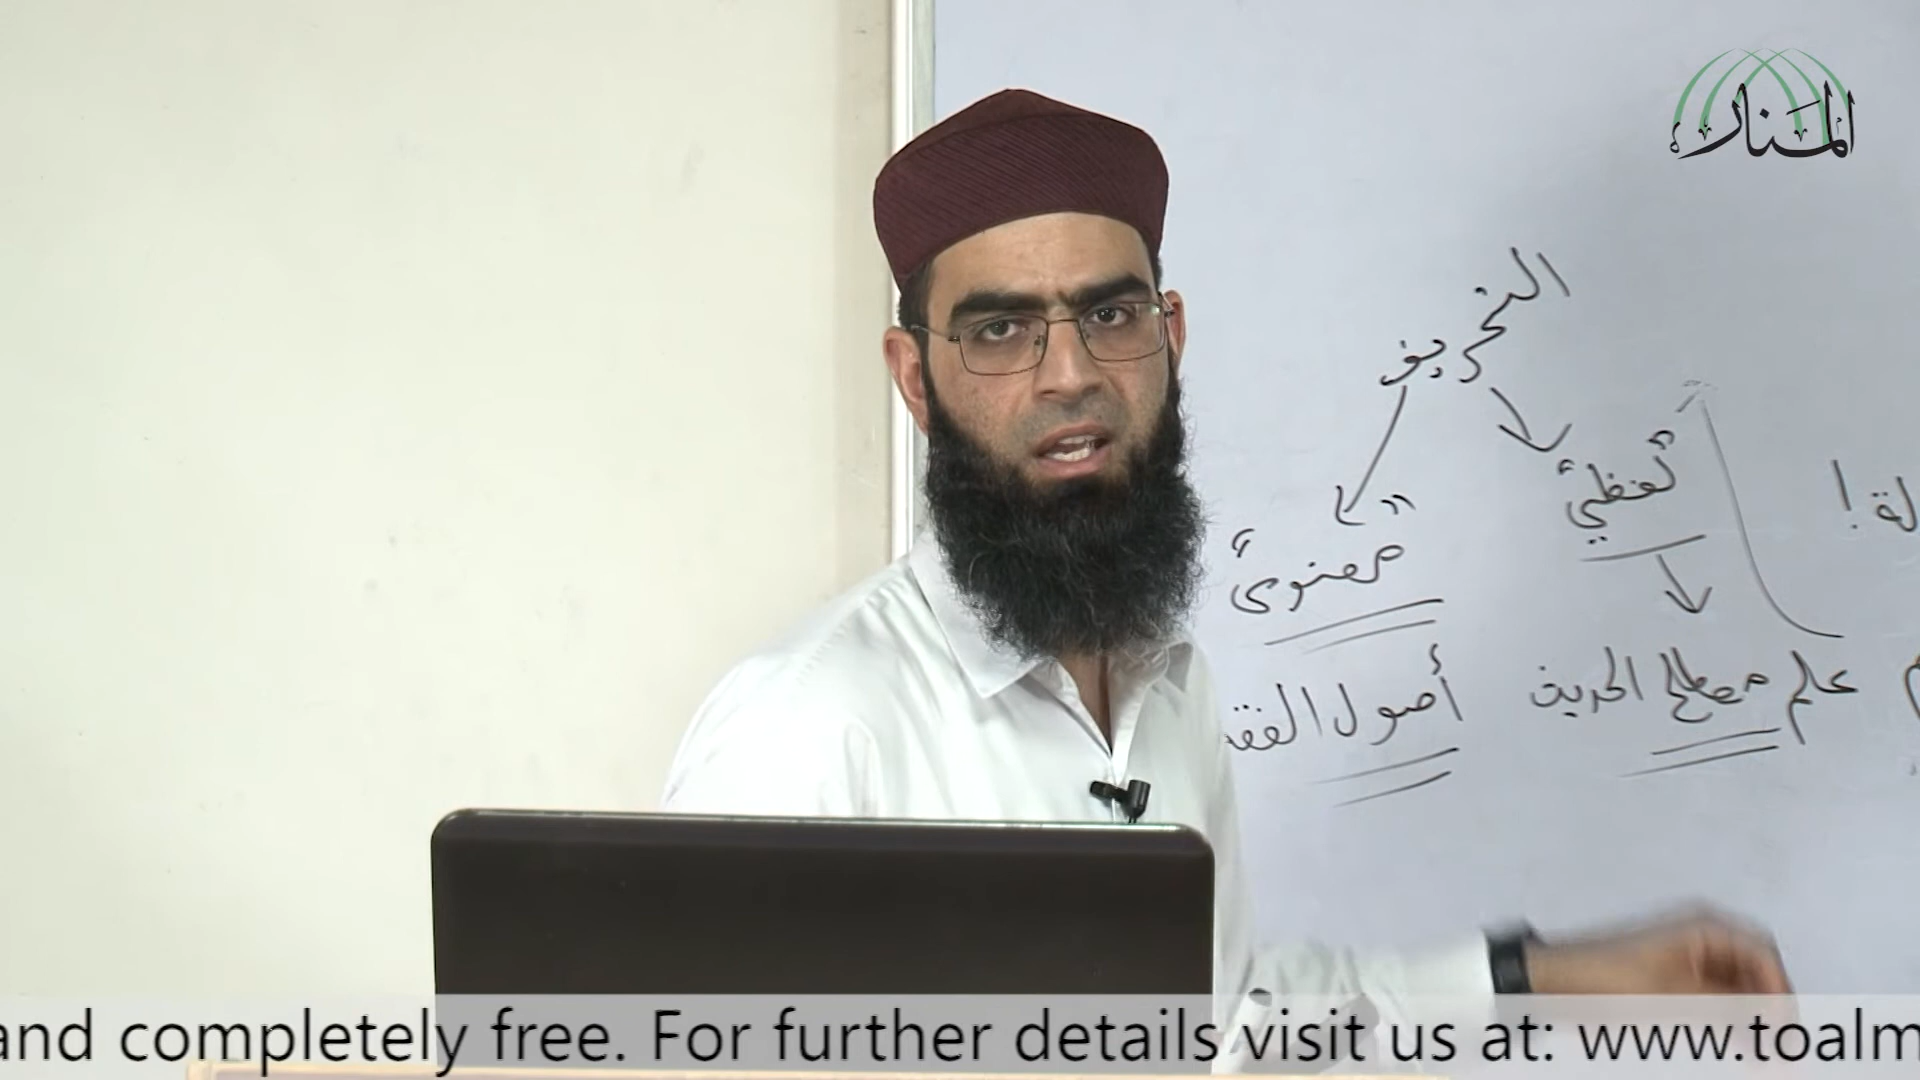 المنار
التحريف
لفظيٌّ
معنويٌّ
لة!
علم مصطلح الحديث
أصول الفقه
and completely free. For further details visit us at: www.toalm